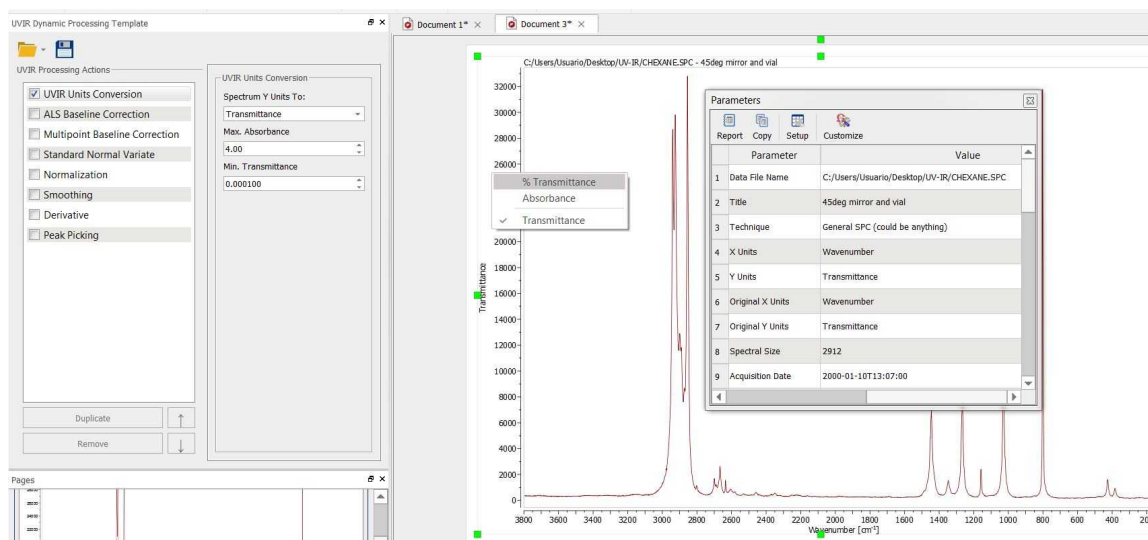 UVIR Dynamic Processing Template
UVIR Processing Actions
UVIR Units Conversion
ALS Baseline Correction
Multipoint Baseline Correction
Standard Normal Variate
Normalization
Smoothing
Derivative
Peak Picking
Duplicate
Remove
UVIR Units Conversion
Spectrum Y Units To:
Transmittance
Max. Absorbance
4.00
Min. Transmittance
0.000100
Pages
Document 1*
Document 3*
C:/Users/Usuario/Desktop/UV-IR/CHEXANE.SPC - 45deg mirror and vial
32000
30000
28000
26000
20000
18000
16000
14000
12000
10000
8000
6000
4000
2000
0
Transmittance
% Transmittance
Absorbance
Transmittance
Parameters
Report Copy Setup Customize
Parameter Value
1 Data File Name C:/Users/Usuario/Desktop/UV-IR/CHEXANE.SPC
2 Title 45deg mirror and vial
3 Technique General SPC (could be anything)
4 X Units Wavenumber
5 Y Units Transmittance
6 Original X Units Wavenumber
7 Original Y Units Transmittance
8 Spectral Size 2912
9 Acquisition Date 2000-01-10T13:07:00
3800 3600 3400 3200 3000 2800 2600 2400 2200 2000 1800 1600 1400 1200 1000 800 600 400
Wavenumber [cm⁻¹]